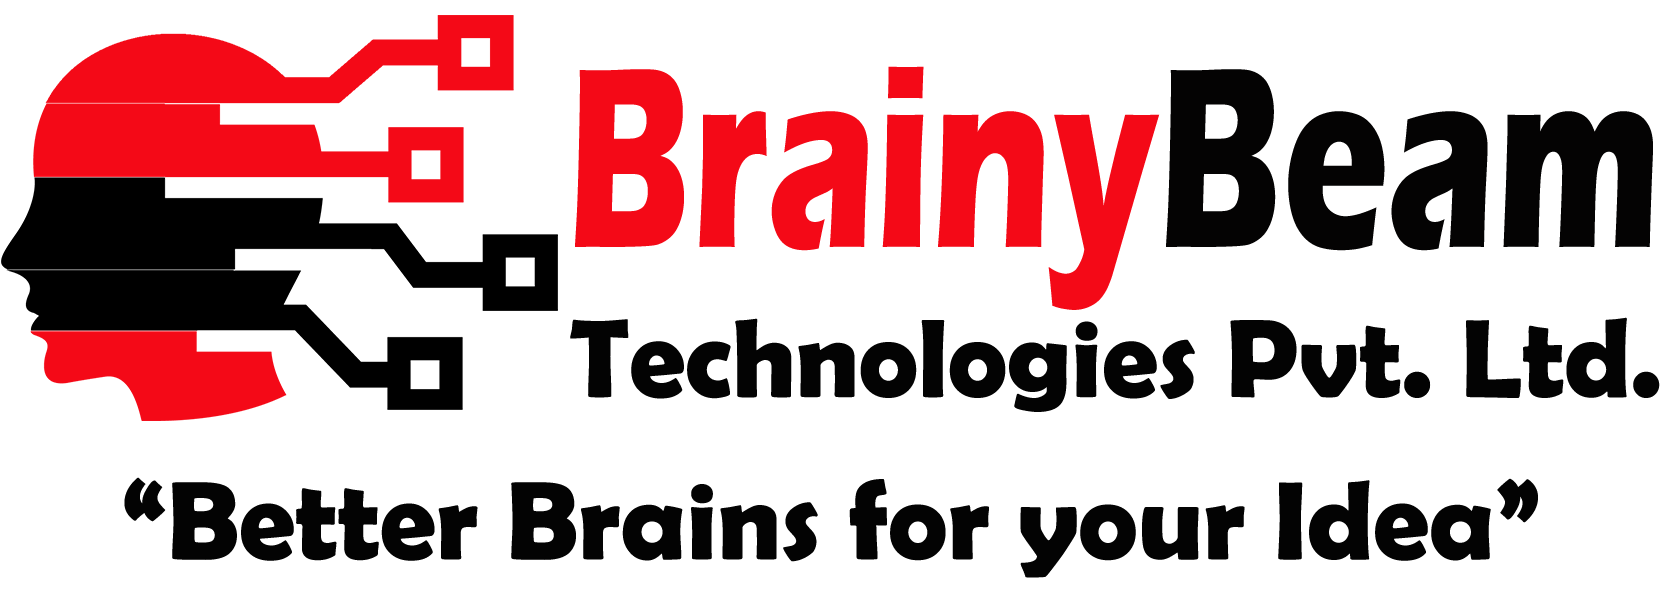 BrainyBeam
Technologies Pvt. Ltd.
“Better Brains for your Idea”